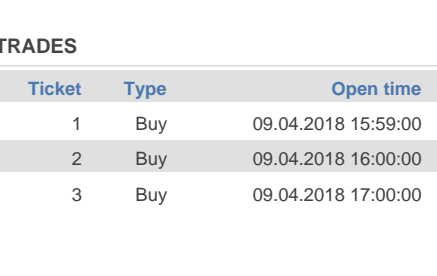 TRADES
Ticket Type Open time
1 Buy 09.04.2018 15:59:00
2 Buy 09.04.2018 16:00:00
3 Buy 09.04.2018 17:00:00